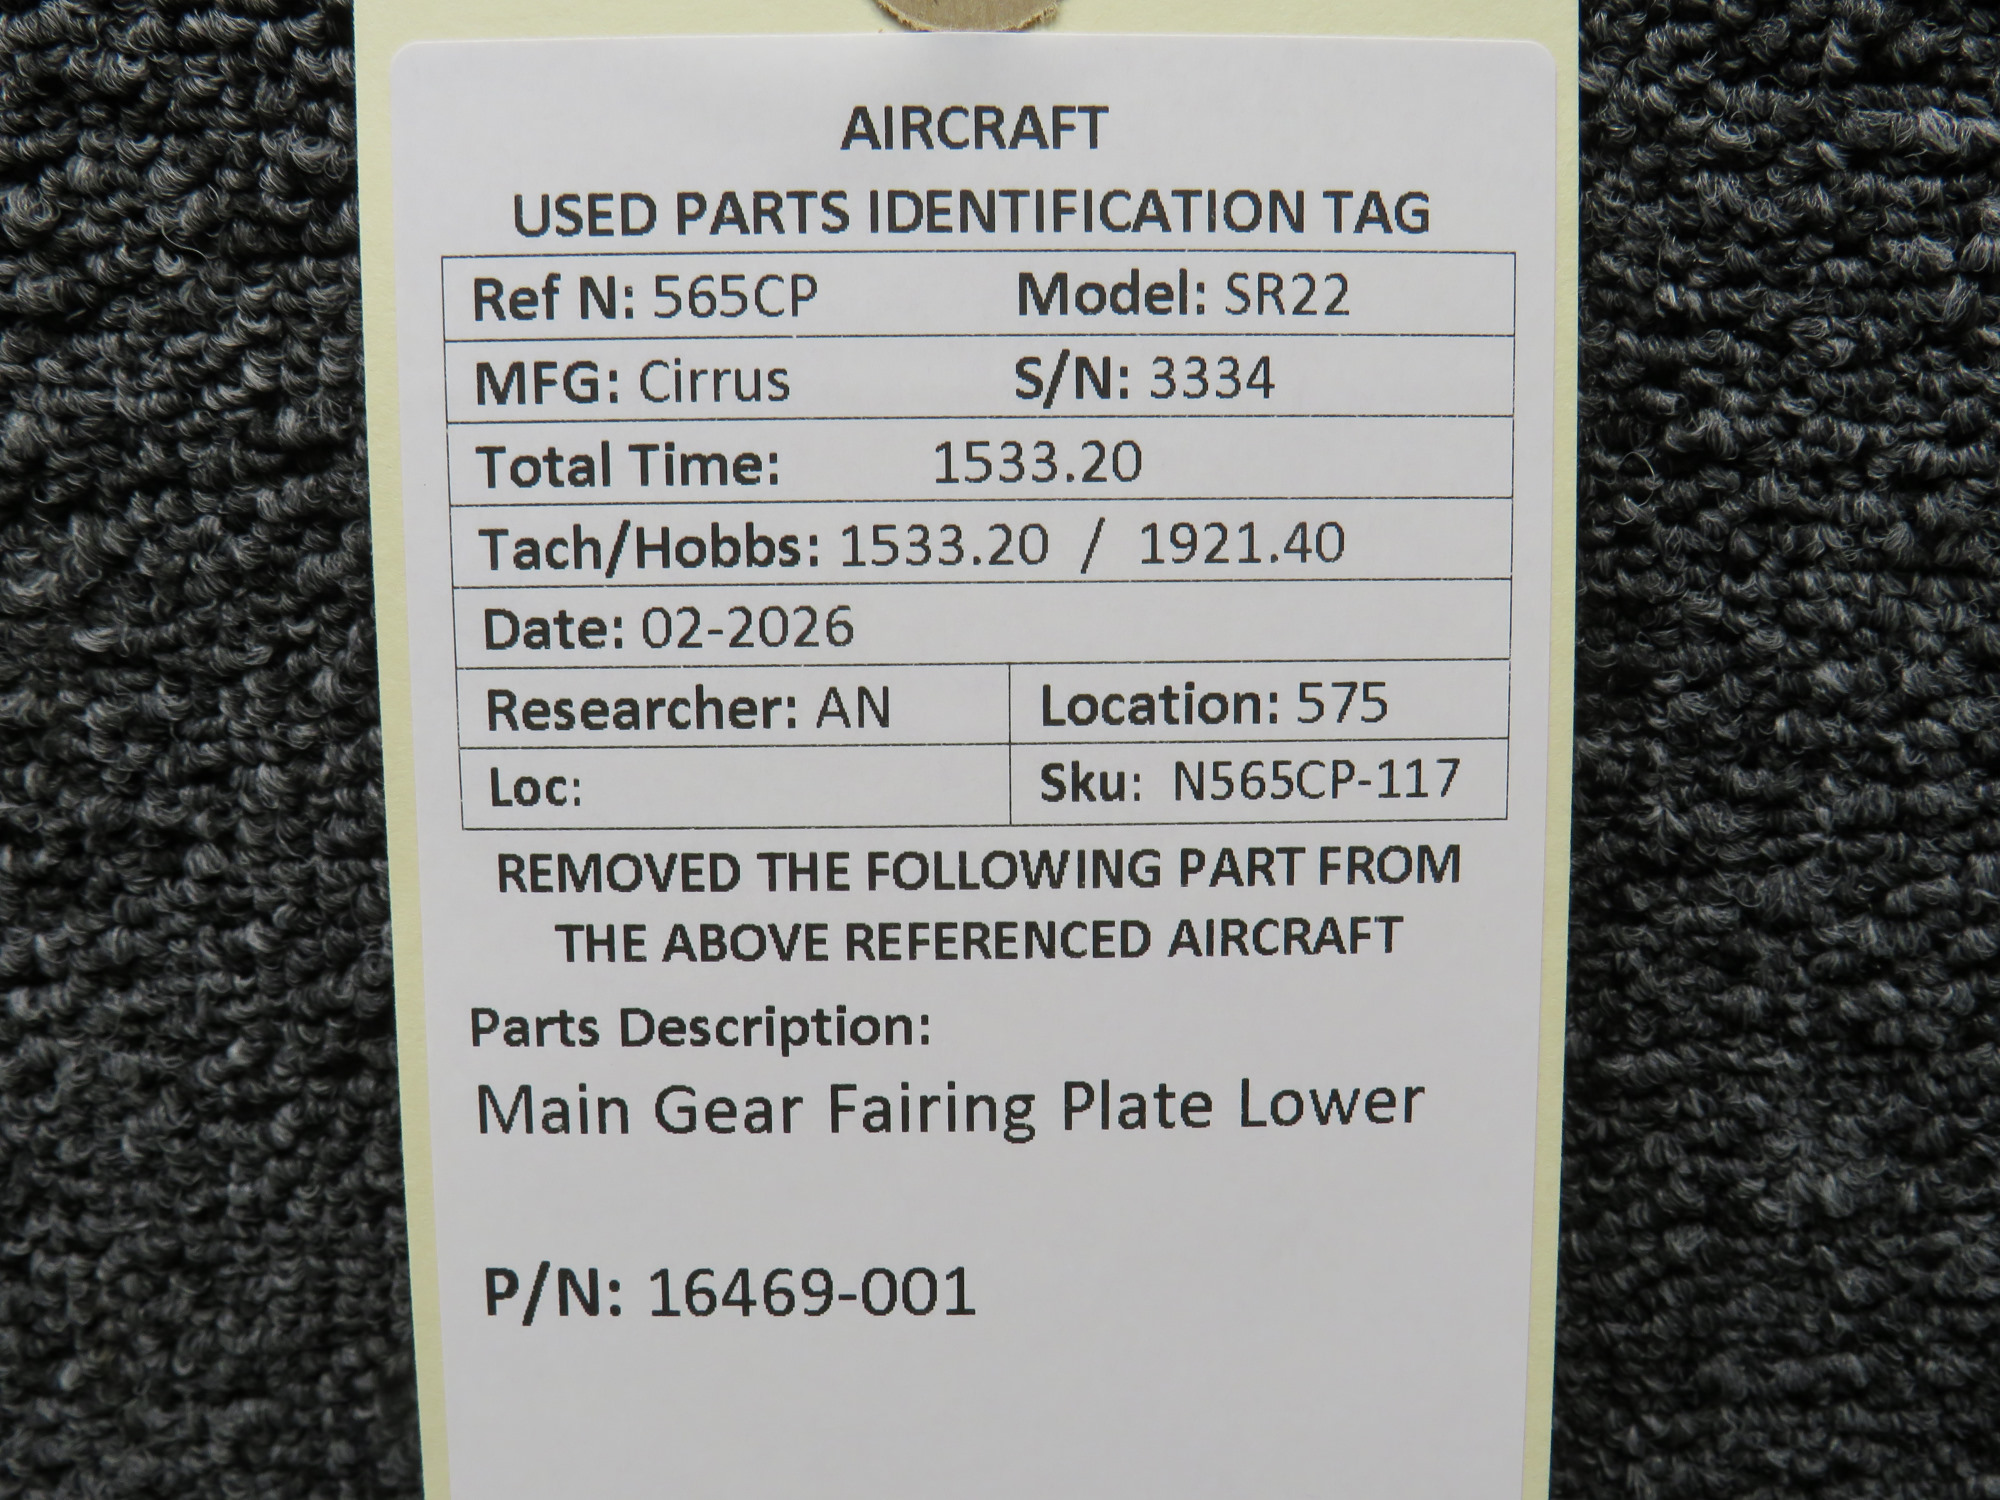 AIRCRAFT
USED PARTS IDENTIFICATION TAG
Ref N: 565CP Model: SR22
MFG: Cirrus S/N: 3334
Total Time: 1533.20
Tach/Hobbs: 1533.20 / 1921.40
Date: 02-2026
Researcher: AN Location: 575
Loc: Sku: N565CP-117
REMOVED THE FOLLOWING PART FROM
THE ABOVE REFERENCED AIRCRAFT
Parts Description:
Main Gear Fairing Plate Lower
P/N: 16469-001